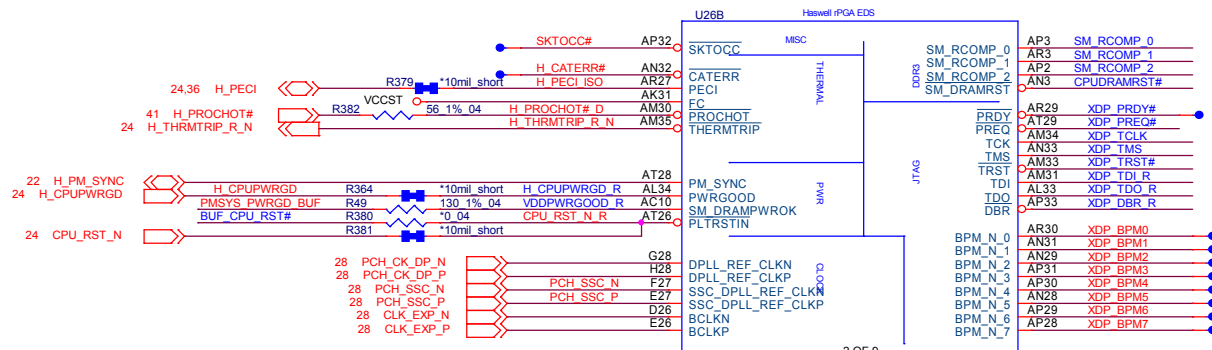 U26B
Haswell rPGA EDS
SKTOCC# AP32 SKTOCC MISC SM_RCOMP_0 AP3 SM_RCOMP_0
SM_RCOMP_1 AR3 SM_RCOMP_1
H_CATERR# AN32 CATERR THERMAL DDR3 SM_RCOMP_2 AP2 SM_RCOMP_2
24,36 H_PECI R379 *10mil_short H_PECI_ISO AR27 PECI SM_DRAMRST AN3 CPUDRAMRST#
VCCST AK31 FC
41 H_PROCHOT# R382 56_1%_04 H_PROCHOT#_D AM30 PROCHOT PRDY AR29 XDP_PRDY#
24 H_THRMTRIP_R_N H_THRMTRIP_R_N AM35 THERMTRIP PREQ AT29 XDP_PREQ#
TCK AM34 XDP_TCLK
TMS AN33 XDP_TMS
JTAG TRST AM33 XDP_TRST#
22 H_PM_SYNC AT28 PM_SYNC PWR TDI AM31 XDP_TDI_R
24 H_CPUPWRGD H_CPUPWRGD R364 *10mil_short H_CPUPWRGD_R AL34 PWRGOOD TDO AL33 XDP_TDO_R
PMSYS_PWRGD_BUF R49 130_1%_04 VDDPWRGOOD_R AC10 SM_DRAMPWROK DBR AP33 XDP_DBR_R
BUF_CPU_RST# R380 *0_04 CPU_RST_N_R AT26 PLTRSTIN
24 CPU_RST_N R381 *10mil_short BPM_N_0 AR30 XDP_BPM0
BPM_N_1 AN31 XDP_BPM1
28 PCH_CK_DP_N G28 DPLL_REF_CLKN CLOCK BPM_N_2 AN29 XDP_BPM2
28 PCH_CK_DP_P H28 DPLL_REF_CLKP BPM_N_3 AP31 XDP_BPM3
28 PCH_SSC_N PCH_SSC_N F27 SSC_DPLL_REF_CLKN BPM_N_4 AP30 XDP_BPM4
28 PCH_SSC_P PCH_SSC_P E27 SSC_DPLL_REF_CLKP BPM_N_5 AN28 XDP_BPM5
28 CLK_EXP_N D26 BCLKN BPM_N_6 AP29 XDP_BPM6
28 CLK_EXP_P E26 BCLKP BPM_N_7 AP28 XDP_BPM7
2 OF 9